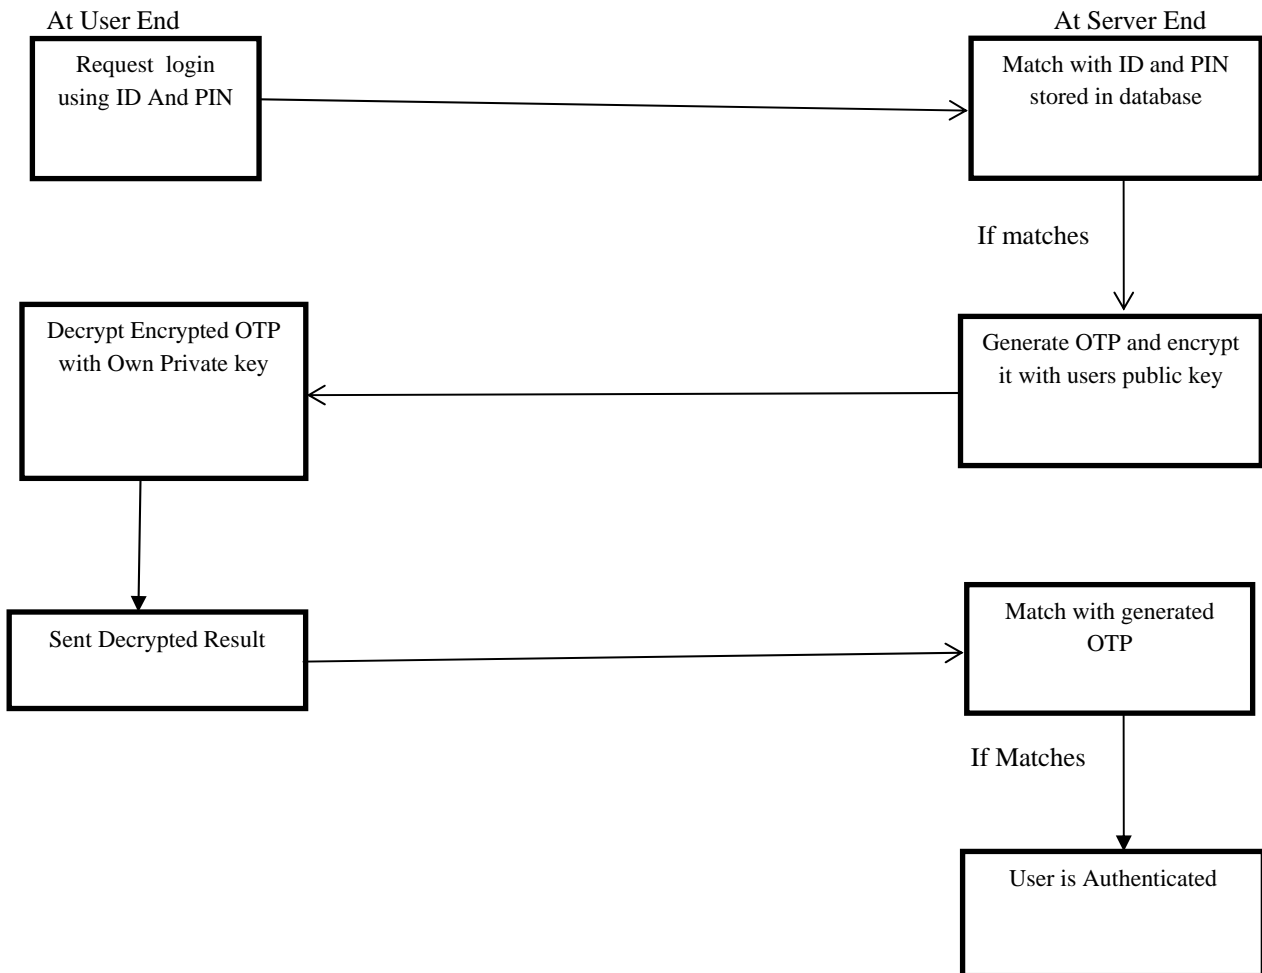 At User End
At Server End
Request login
using ID And PIN
Match with ID and PIN
stored in database
If matches
Decrypt Encrypted OTP
with Own Private key
Generate OTP and encrypt
it with users public key
Sent Decrypted Result
Match with generated
OTP
If Matches
User is Authenticated